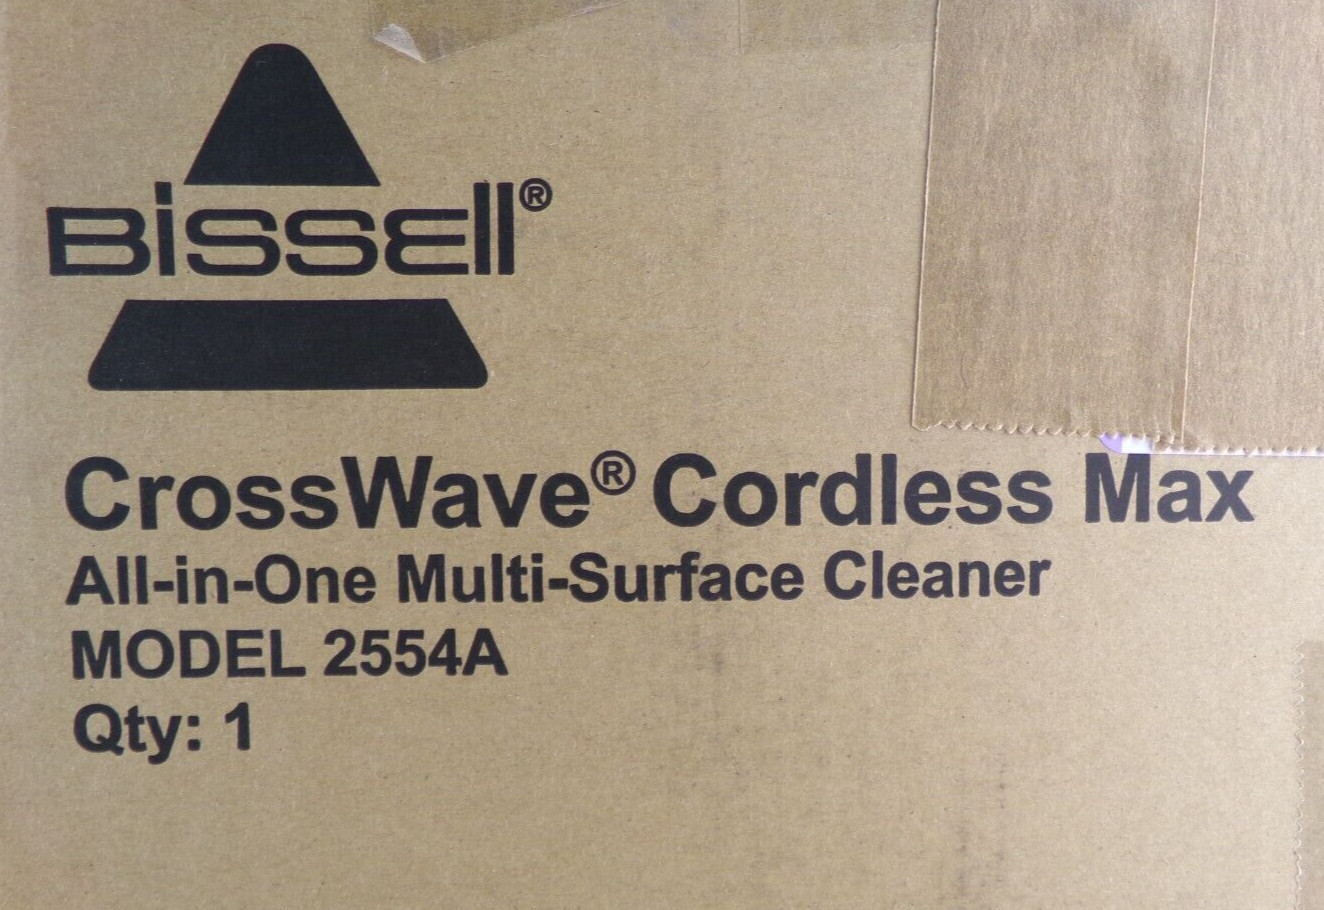 BISSELL®
CrossWave® Cordless Max
All-in-One Multi-Surface Cleaner
MODEL 2554A
Qty: 1